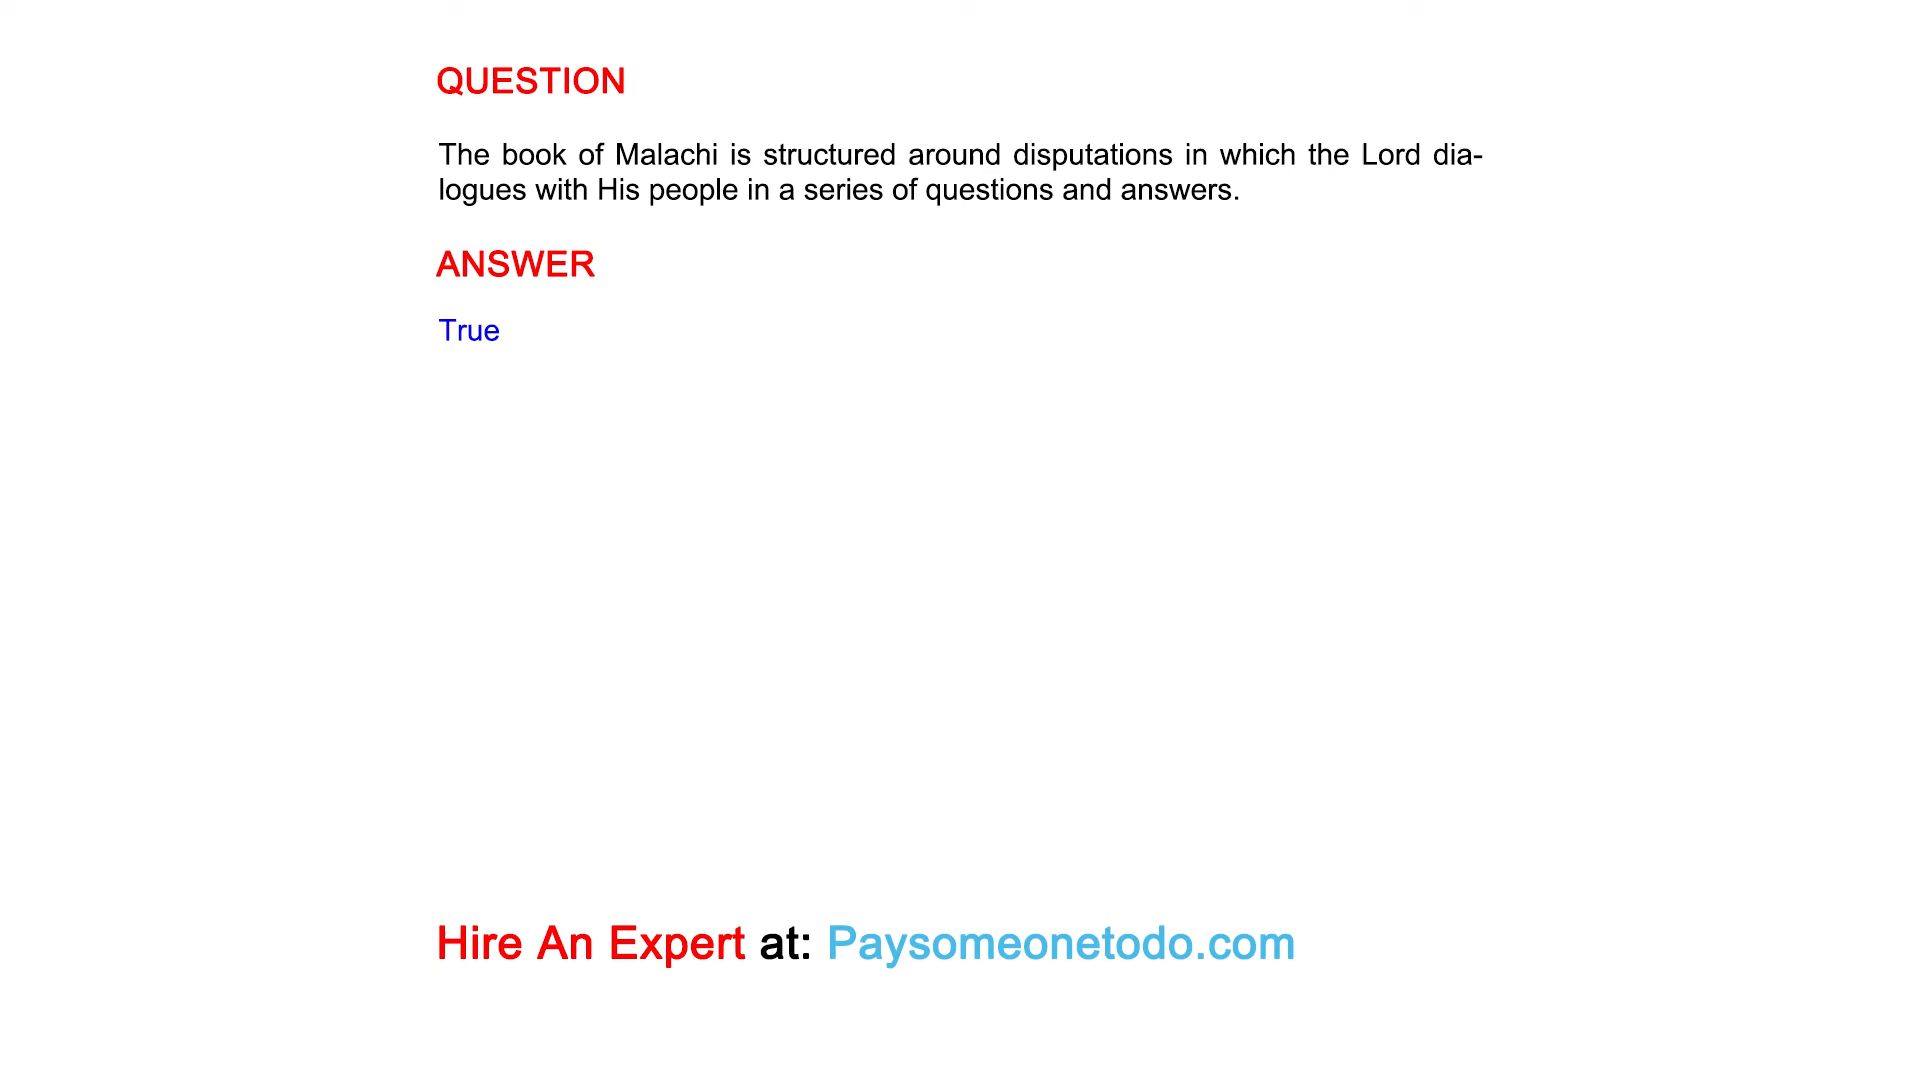 QUESTION
The book of Malachi is structured around disputations in which the Lord dia-
logues with His people in a series of questions and answers.
ANSWER
True
Hire An Expert at: Paysomeonetodo.com